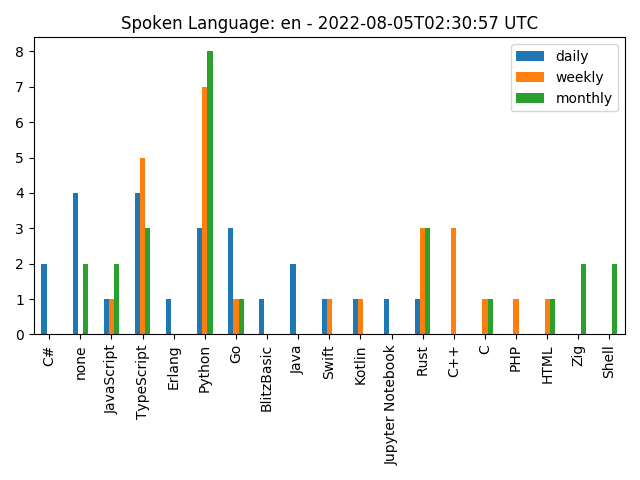 Spoken Language: en - 2022-08-05T02:30:57 UTC
daily
weekly
monthly
8
7
6
5
4
3
2
1
0
C#
none
JavaScript
TypeScript
Erlang
Python
Go
BlitzBasic
Java
Swift
Kotlin
Jupyter Notebook
Rust
C++
C
PHP
HTML
Zig
Shell